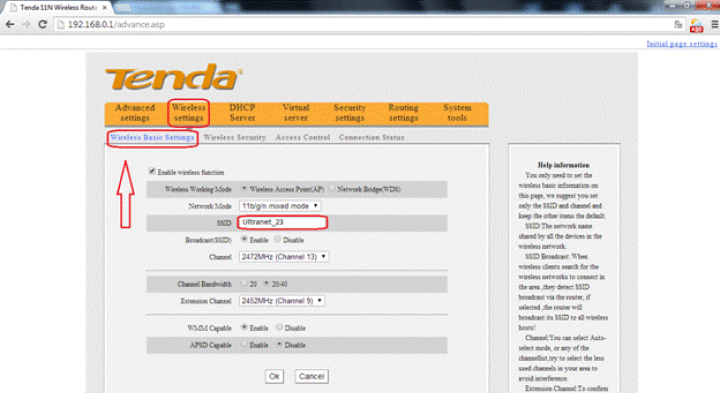 Tenda 11N Wireless Route
192.168.0.1/advance.asp
Initial page settings
Tenda
Advanced settings
Wireless settings
DHCP Server
Virtual server
Security settings
Routing settings
System tools
Wireless Basic Settings Wireless Security Access Control Connection Status
Enable wireless function
Wireless Working Mode Wireless Access Point(AP) Network Bridge(WDS)
Network Mode 11b/g/n mixed mode
SSID Ultranet_23
Broadcast(SSID) Enable Disable
Channel 2472MHz (Channel 13)
Channel Bandwidth 20 20/40
Extension Channel 2452MHz (Channel 9)
WMM Capable Enable Disable
APSD Capable Enable Disable
Ok Cancel
Help information
You only need to set the
wireless basic information on
this page, we suggest you set
only the SSID and channel and
keep the other items the default.
SSID:The network name
shared by all the devices in the
wireless network.
SSID Broadcast: When
wireless clients search for the
wireless networks to connect in
the area ,they detect SSID
broadcast via the router, if
selected ,the router will
broadcast its SSID to all wireless
hosts!
Channel:You can select Auto-
select mode, or any of the
channellist,try to select the less
used channels in your area to
avoid interference.
Extension Channel:To confirm